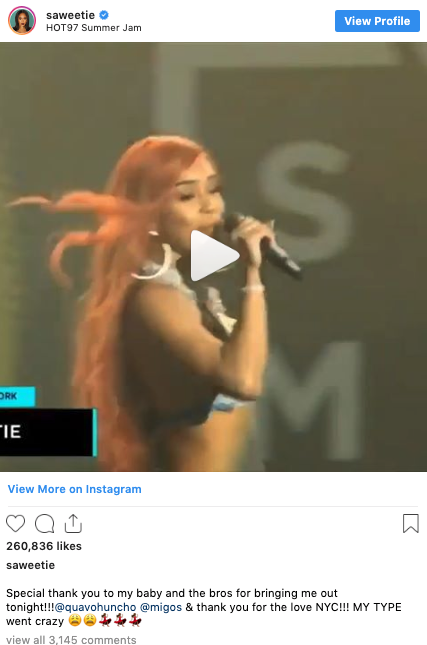 saweetie
HOT97 Summer Jam
View Profile
S
M
ORK
TIE
View More on Instagram
260,836 likes
saweetie
Special thank you to my baby and the bros for bringing me out
tonight!!!@quavohuncho @migos & thank you for the love NYC!!! MY TYPE
went crazy 😩😩💃🏿💃🏿💃🏿
view all 3,145 comments